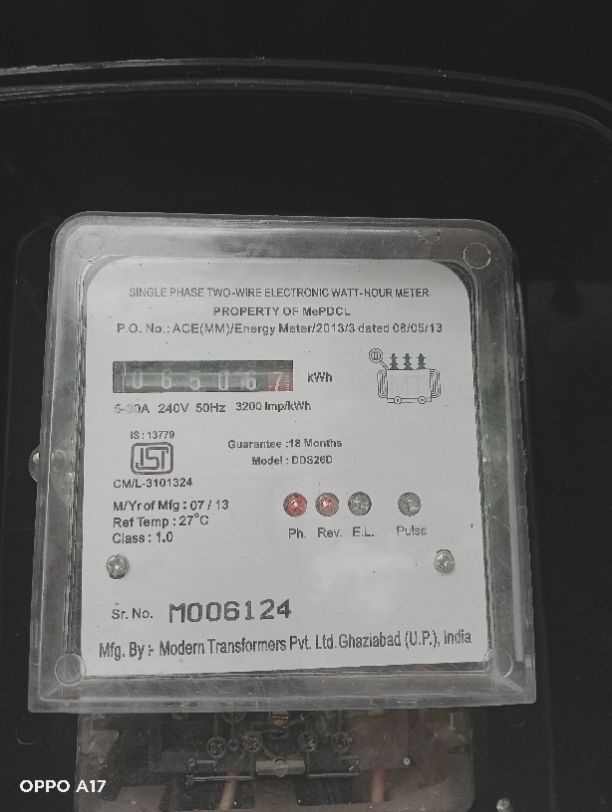 SINGLE PHASE TWO-WIRE ELECTRONIC WATT-HOUR METER
PROPERTY OF MePDCL
P.O. No.: ACE(MM)/Energy Meter/2013/3 dated 08/05/13
065067 kWh
240V 50Hz 3200 Imp/kWh
MT
IS : 13779
ISI
CM/L-3101324
Guarantee :18 Months
Model : DDS26D
M/Yr of Mfg : 07 / 13
Ref Temp : 27°C
Class : 1.0
Ph. Rev. E.L. Pulse
Sr. No. M006124
Mfg. By :- Modern Transformers Pvt. Ltd. Ghaziabad (U.P.), India
OPPO A17